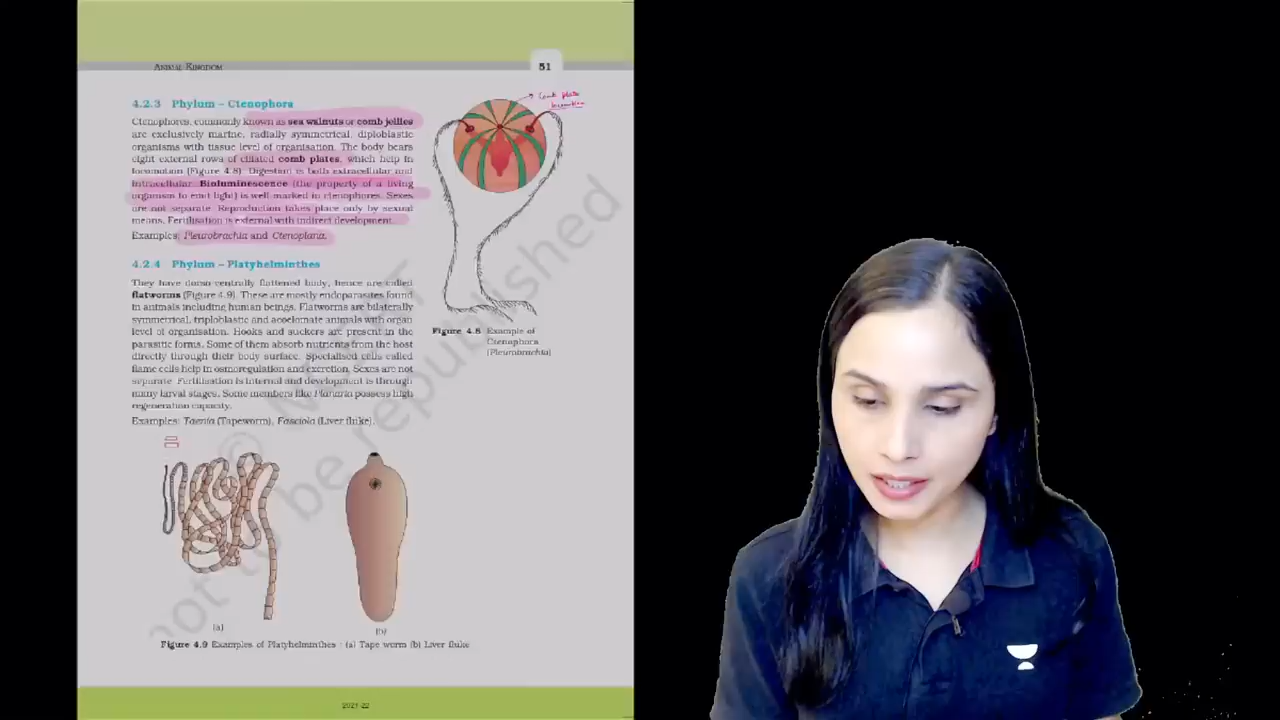 ANIMAL KINGDOM
51
4.2.3 Phylum – Ctenophora
Ctenophores, commonly known as sea walnuts or comb jellies
are exclusively marine, radially symmetrical, diploblastic
organisms with tissue level of organisation. The body bears
eight external rows of ciliated comb plates, which help in
locomotion (Figure 4.8). Digestion is both extracellular and
intracellular. Bioluminescence (the property of a living
organism to emit light) is well-marked in ctenophores. Sexes
are not separate. Reproduction takes place only by sexual
means. Fertilisation is external with indirect development.
Examples: Pleurobrachia and Ctenoplana.
Comb plate
locomotion
Figure 4.8 Example of
Ctenophora
(Pleurobrachia)
4.2.4 Phylum – Platyhelminthes
They have dorso-ventrally flattened body, hence are called
flatworms (Figure 4.9). These are mostly endoparasites found
in animals including human beings. Flatworms are bilaterally
symmetrical, triploblastic and acoelomate animals with organ
level of organisation. Hooks and suckers are present in the
parasitic forms. Some of them absorb nutrients from the host
directly through their body surface. Specialised cells called
flame cells help in osmoregulation and excretion. Sexes are not
separate. Fertilisation is internal and development is through
many larval stages. Some members like Planaria possess high
regeneration capacity.
Examples: Taenia (Tapeworm), Fasciola (Liver fluke).
(a)
(b)
Figure 4.9 Examples of Platyhelminthes : (a) Tape worm (b) Liver fluke
not to be republished
2021-22